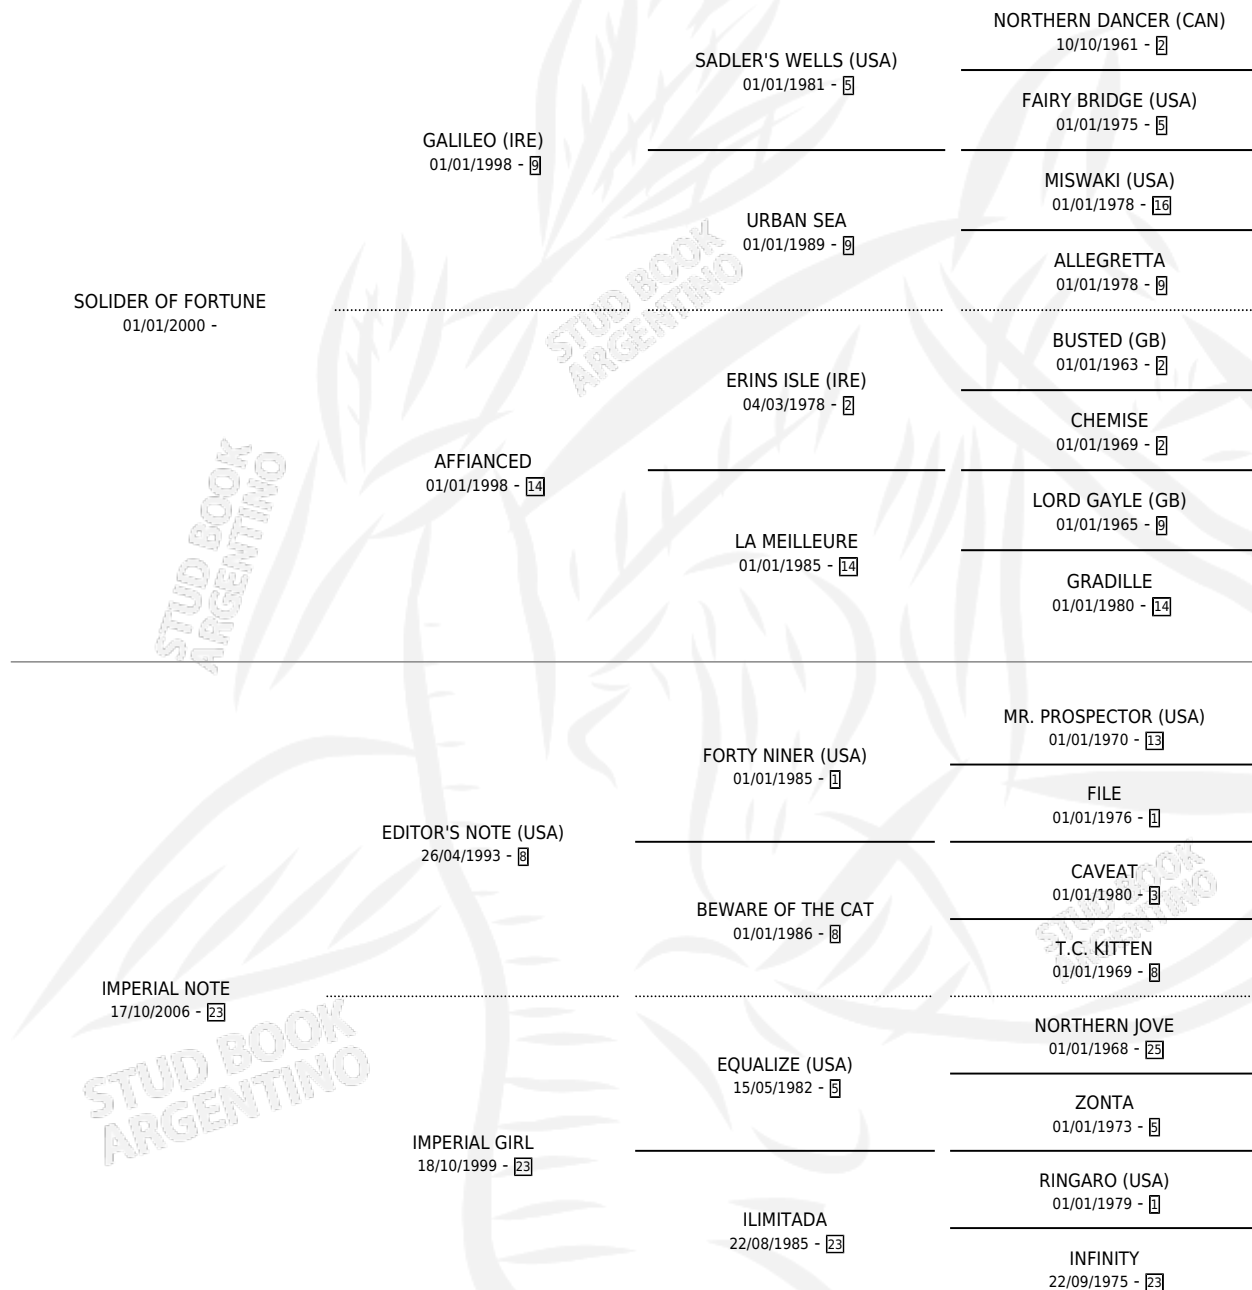 NORTHERN DANCER (CAN)
10/10/1961 - 2
SADLER'S WELLS (USA)
01/01/1981 - 5
FAIRY BRIDGE (USA)
01/01/1975 - 5
GALILEO (IRE)
01/01/1998 - 9
MISWAKI (USA)
01/01/1978 - 16
URBAN SEA
01/01/1989 - 9
ALLEGRETTA
01/01/1978 - 9
SOLIDER OF FORTUNE
01/01/2000 -
STUD BOOK
ARGENTINO
BUSTED (GB)
01/01/1963 - 2
ERINS ISLE (IRE)
04/03/1978 - 2
CHEMISE
01/01/1969 - 2
AFFIANCED
01/01/1998 - 14
LORD GAYLE (GB)
01/01/1965 - 9
LA MEILLEURE
01/01/1985 - 14
GRADILLE
01/01/1980 - 14
STUD BOOK
ARGENTINO
MR. PROSPECTOR (USA)
01/01/1970 - 13
FORTY NINER (USA)
01/01/1985 - 1
FILE
01/01/1976 - 1
EDITOR'S NOTE (USA)
26/04/1993 - 8
CAVEAT
01/01/1980 - 3
BEWARE OF THE CAT
01/01/1986 - 8
STUD BOOK
ARGENTINO
T.C. KITTEN
01/01/1969 - 8
IMPERIAL NOTE
17/10/2006 - 23
STUD BOOK
ARGENTINO
NORTHERN JOVE
01/01/1968 - 25
EQUALIZE (USA)
15/05/1982 - 5
ZONTA
01/01/1973 - 5
IMPERIAL GIRL
18/10/1999 - 23
RINGARO (USA)
01/01/1979 - 1
ILIMITADA
22/08/1985 - 23
INFINITY
22/09/1975 - 23